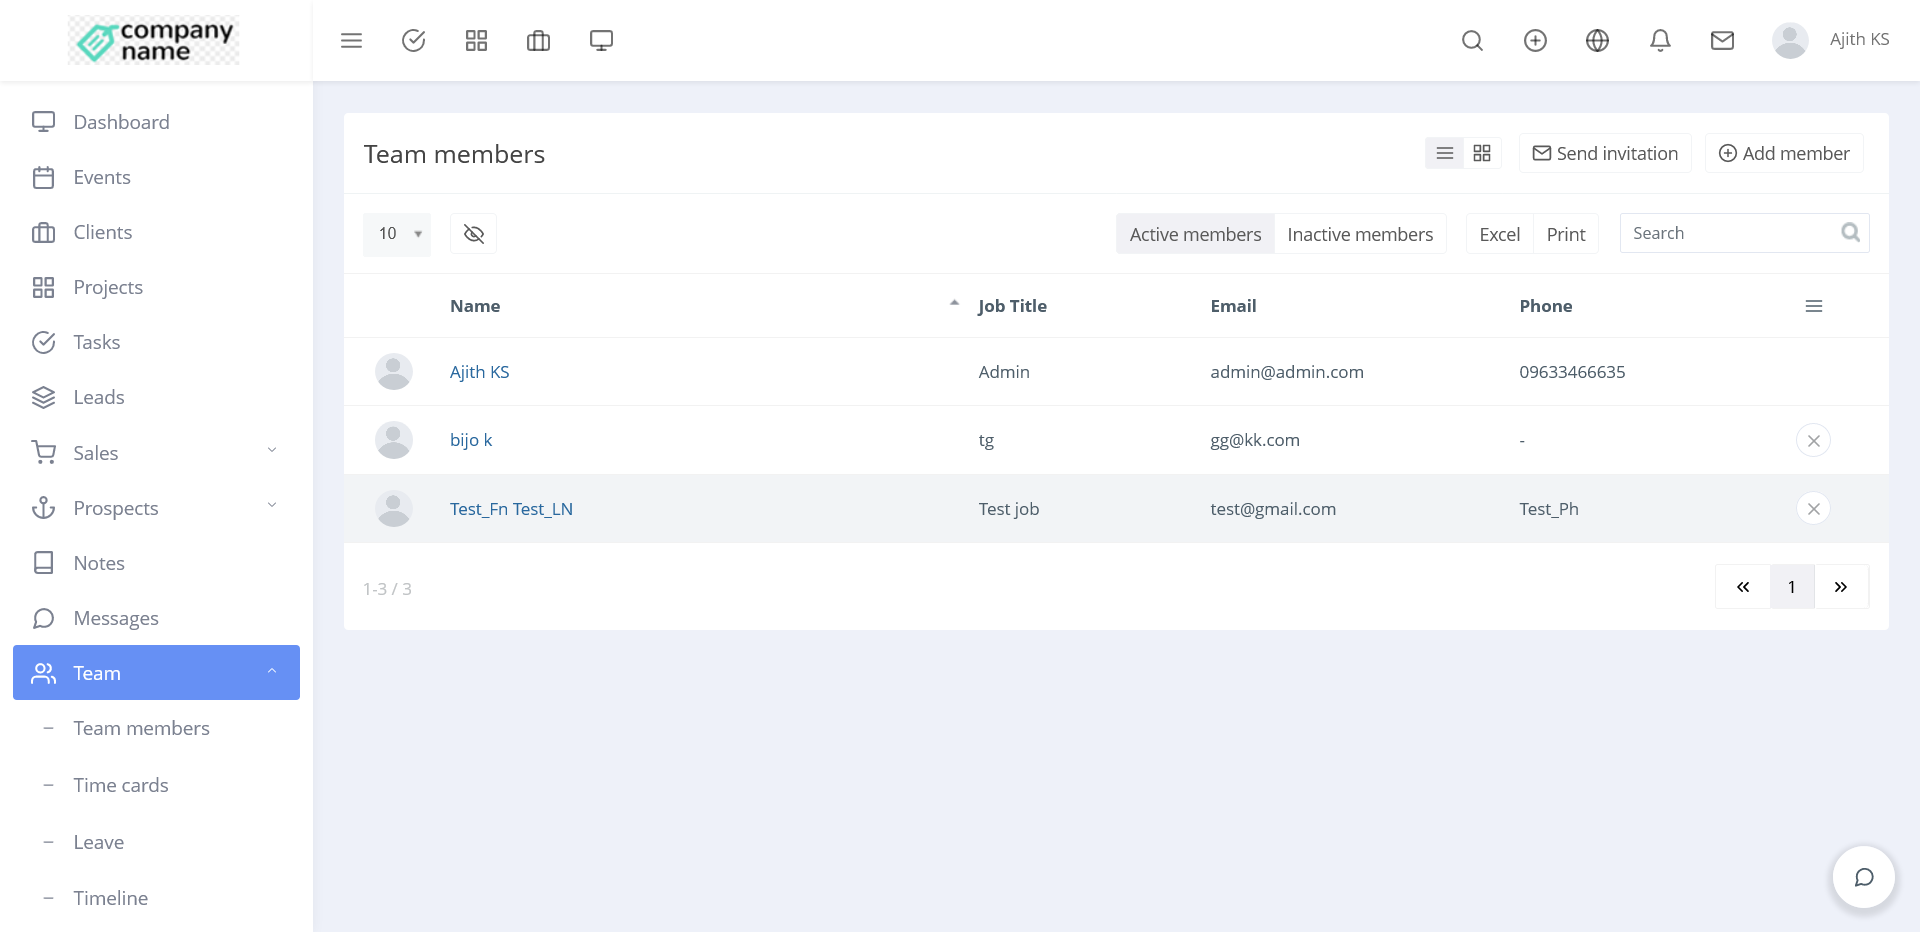 company
name
Ajith KS
Dashboard
Events
Clients
Projects
Tasks
Leads
Sales
Prospects
Notes
Messages
Team
Team members
Time cards
Leave
Timeline
Team members
Send invitation
Add member
10
Active members
Inactive members
Excel
Print
Search
Name Job Title Email Phone
Ajith KS Admin admin@admin.com 09633466635
bijo k tg gg@kk.com -
Test_Fn Test_LN Test job test@gmail.com Test_Ph
1-3 / 3
« 1 »